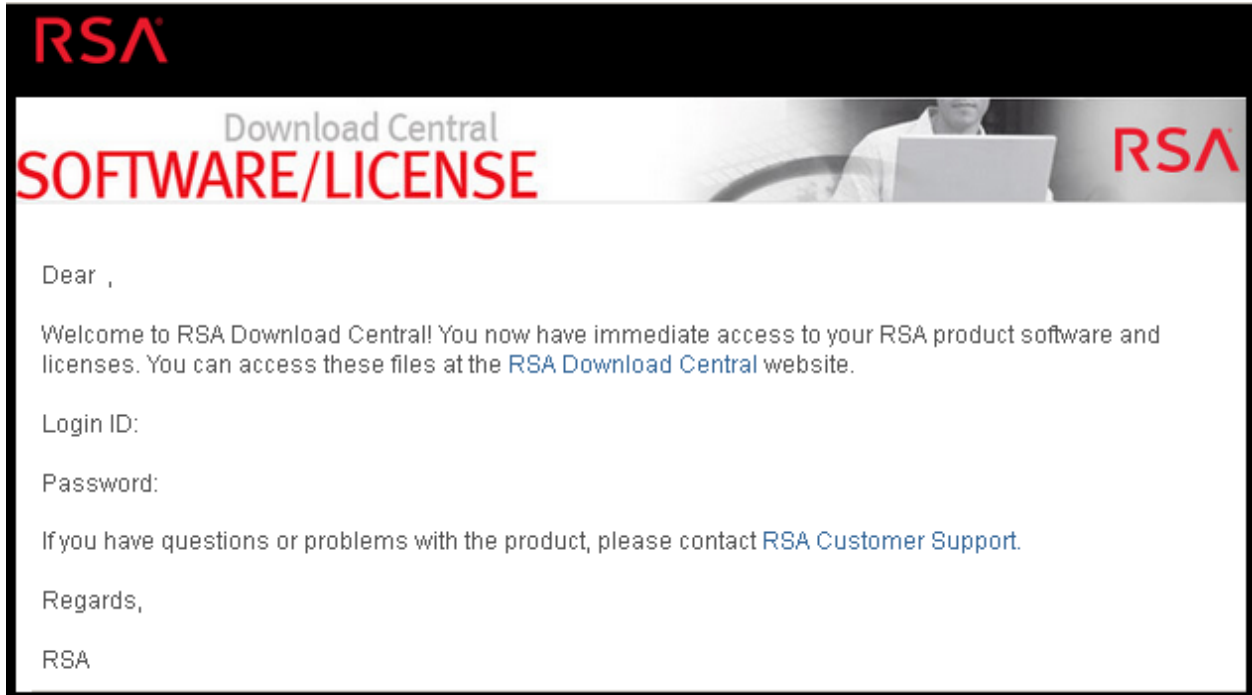 RSA
Download Central
SOFTWARE/LICENSE
RSA
Dear ,
Welcome to RSA Download Central! You now have immediate access to your RSA product software and
licenses. You can access these files at the RSA Download Central website.
Login ID:
Password:
If you have questions or problems with the product, please contact RSA Customer Support.
Regards,
RSA